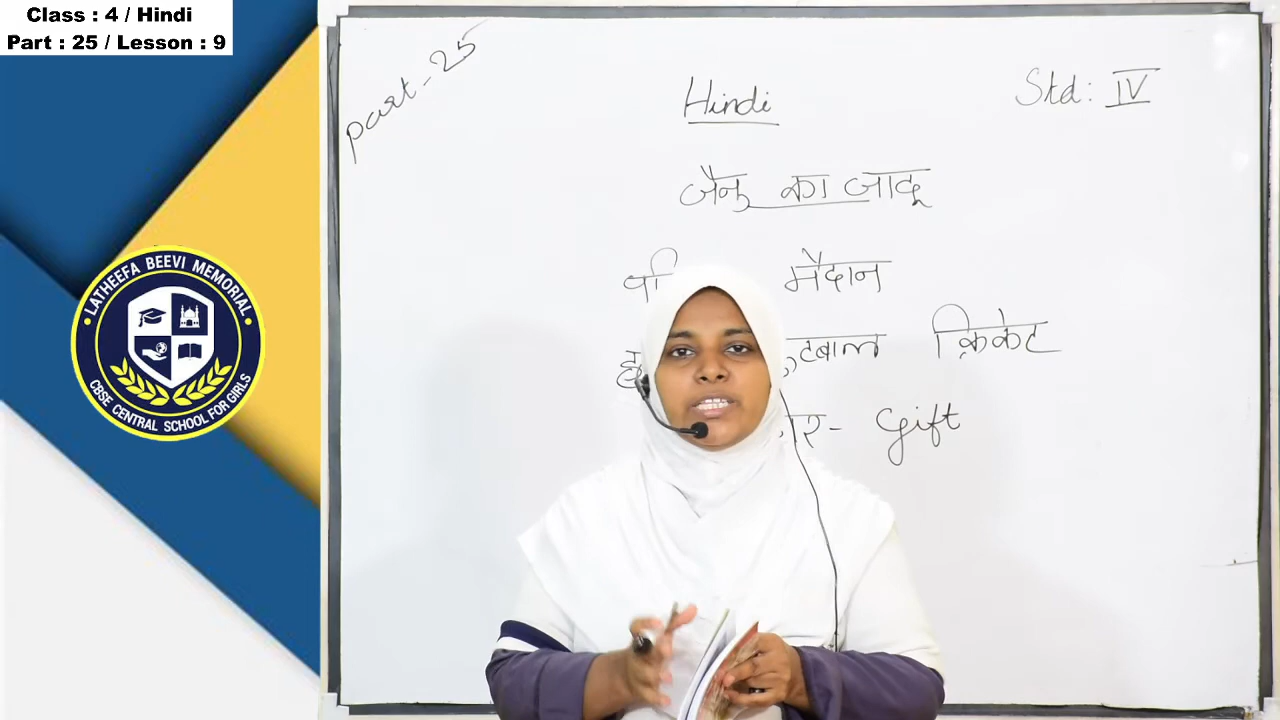 Class : 4 / Hindi
Part : 25 / Lesson : 9
part-25
Hindi
Std: IV
जैनु का जादू
मैदान
क्रिकेट
Gift
LATHEEFA BEEVI MEMORIAL
CBSE CENTRAL SCHOOL FOR GIRLS